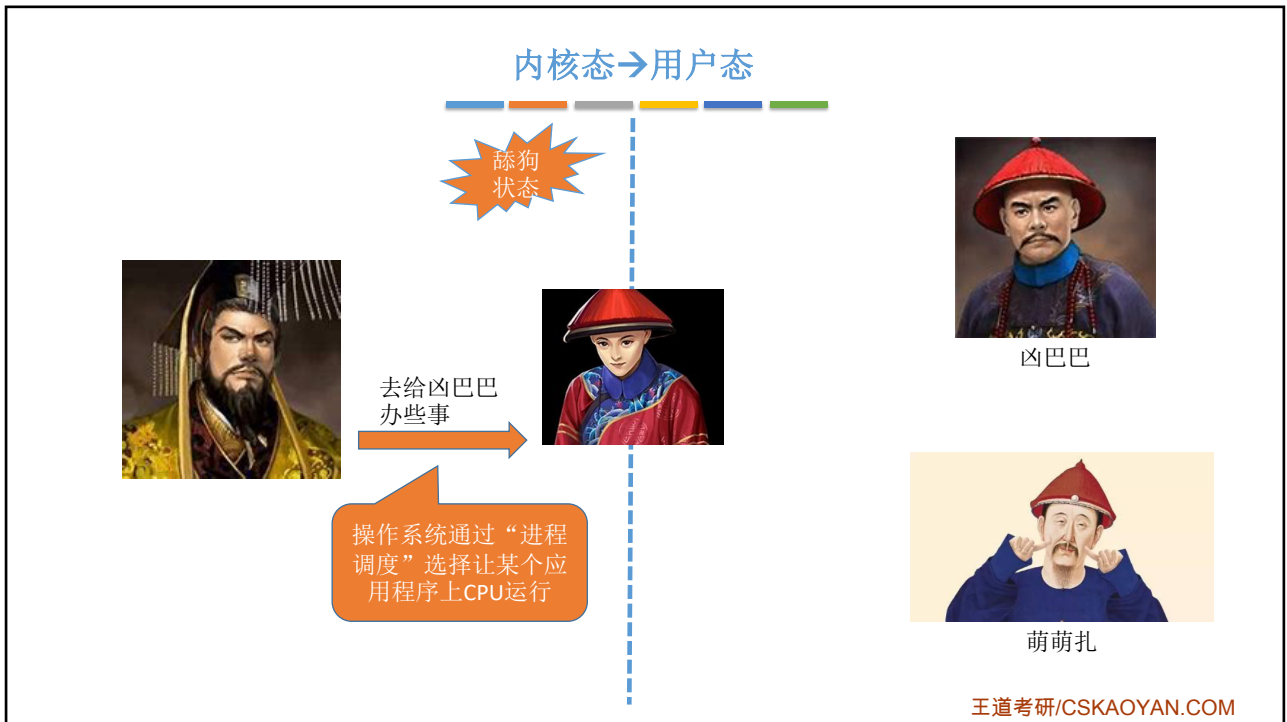 内核态→用户态
舔狗
状态
凶巴巴
去给凶巴巴
办些事
操作系统通过“进程
调度”选择让某个应
用程序上CPU运行
萌萌扎
王道考研/CSKAOYAN.COM